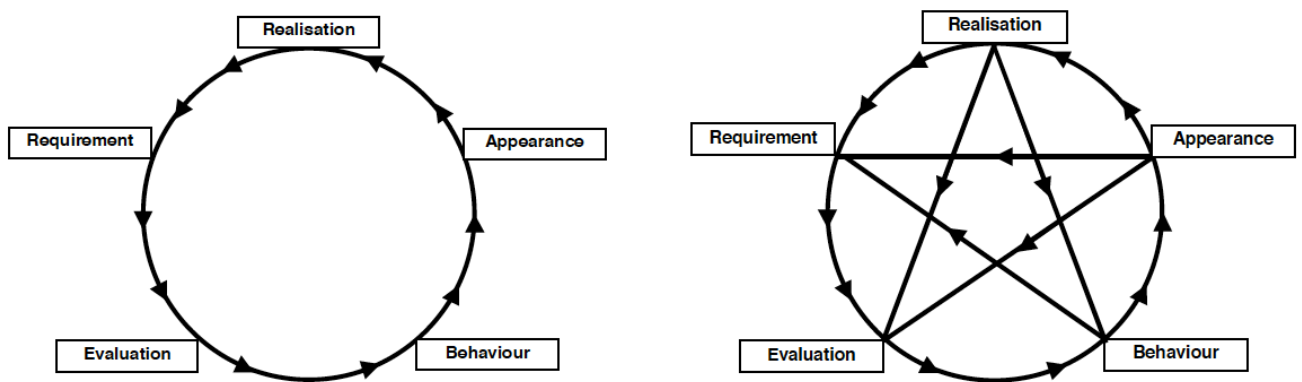 Realisation
Requirement
Appearance
Evaluation
Behaviour
Realisation
Requirement
Appearance
Evaluation
Behaviour